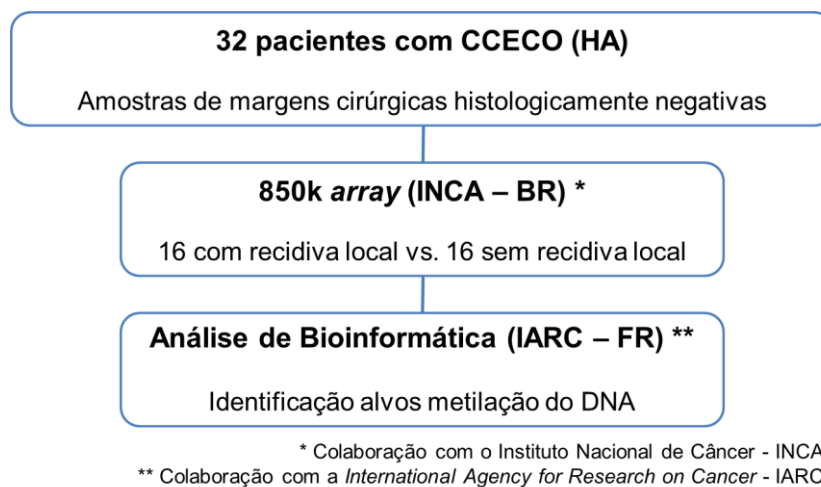 32 pacientes com CCECO (HA)
Amostras de margens cirúrgicas histologicamente negativas
850k array (INCA – BR) *
16 com recidiva local vs. 16 sem recidiva local
Análise de Bioinformática (IARC – FR) **
Identificação alvos metilação do DNA
* Colaboração com o Instituto Nacional de Câncer - INCA
** Colaboração com a International Agency for Research on Cancer - IARC